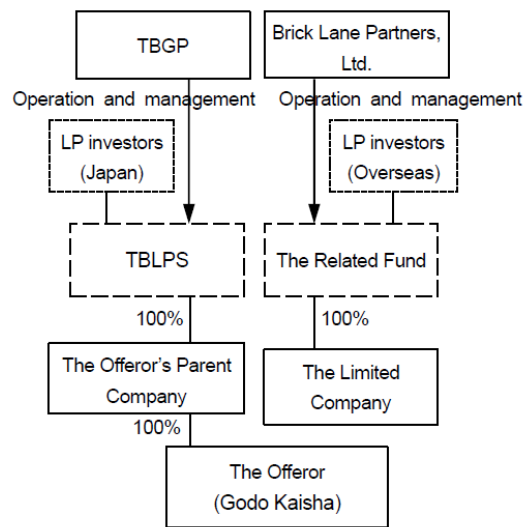 TBGP
Brick Lane Partners,
Ltd.
Operation and management
Operation and management
LP investors
(Japan)
LP investors
(Overseas)
TBLPS
The Related Fund
100%
100%
The Offeror's Parent
Company
The Limited
Company
100%
The Offeror
(Godo Kaisha)